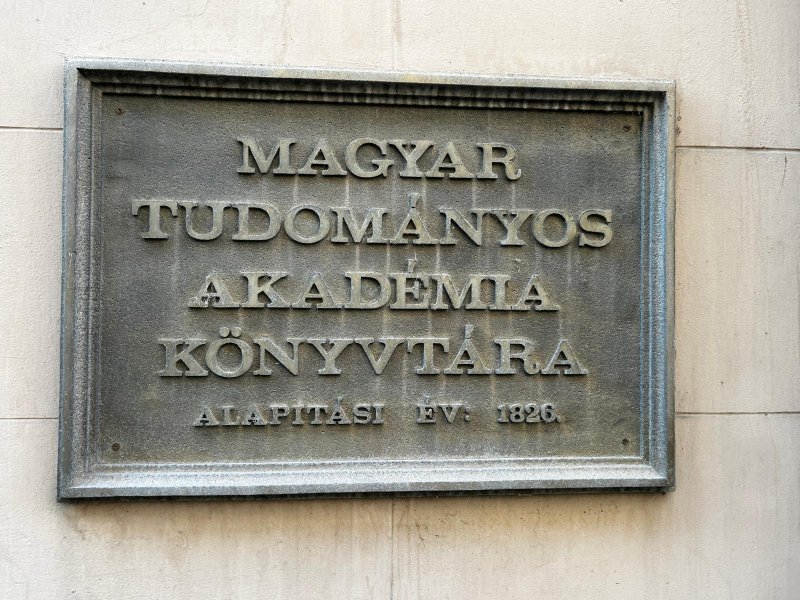 MAGYAR
TUDOMÁNYOS
AKADÉMIA
KÖNYVTÁRA
ALAPITÁSI ÉV: 1826.